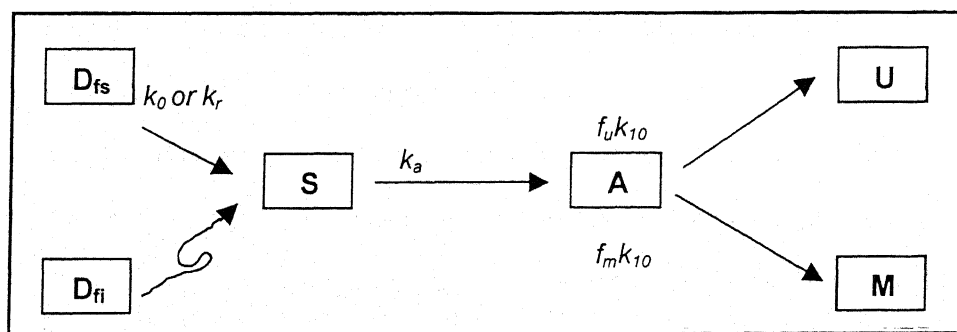 D_fs
k_0 or k_r
U
f_u k_10
S
k_a
A
f_m k_10
D_fi
M